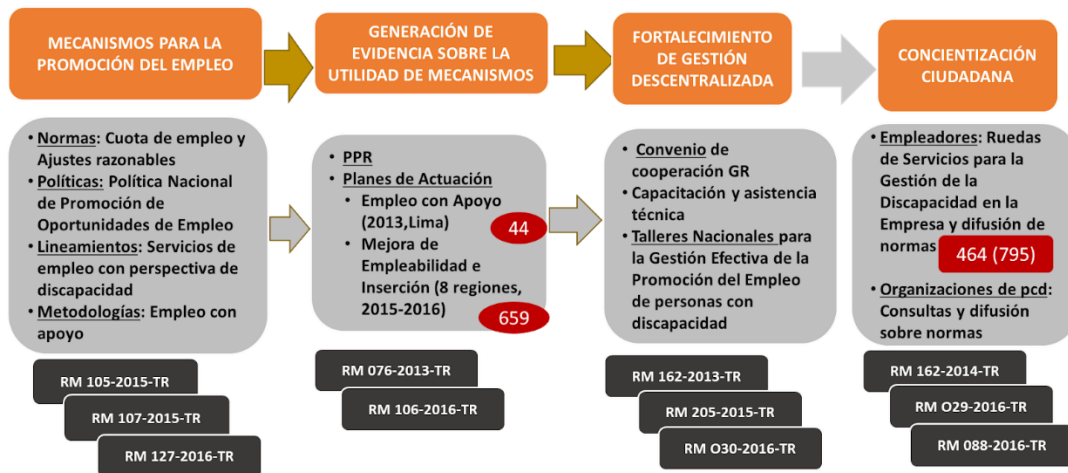 MECANISMOS PARA LA
PROMOCIÓN DEL EMPLEO
GENERACIÓN DE
EVIDENCIA SOBRE LA
UTILIDAD DE MECANISMOS
FORTALECIMIENTO
DE GESTIÓN
DESCENTRALIZADA
CONCIENTIZACIÓN
CIUDADANA
• Normas: Cuota de empleo y
Ajustes razonables
• Políticas: Política Nacional
de Promoción de
Oportunidades de Empleo
• Lineamientos: Servicios de
empleo con perspectiva de
discapacidad
• Metodologías: Empleo con
apoyo
• PPR
• Planes de Actuación
• Empleo con Apoyo
(2013,Lima)
44
• Mejora de
Empleabilidad e
Inserción (8 regiones,
2015-2016)
659
• Convenio de
cooperación GR
• Capacitación y asistencia
técnica
• Talleres Nacionales para
la Gestión Efectiva de la
Promoción del Empleo
de personas con
discapacidad
• Empleadores: Ruedas
de Servicios para la
Gestión de la
Discapacidad en la
Empresa y difusión de
normas
464 (795)
• Organizaciones de pcd:
Consultas y difusión
sobre normas
RM 105-2015-TR
RM 107-2015-TR
RM 127-2016-TR
RM 076-2013-TR
RM 106-2016-TR
RM 162-2013-TR
RM 205-2015-TR
RM O30-2016-TR
RM 162-2014-TR
RM O29-2016-TR
RM 088-2016-TR